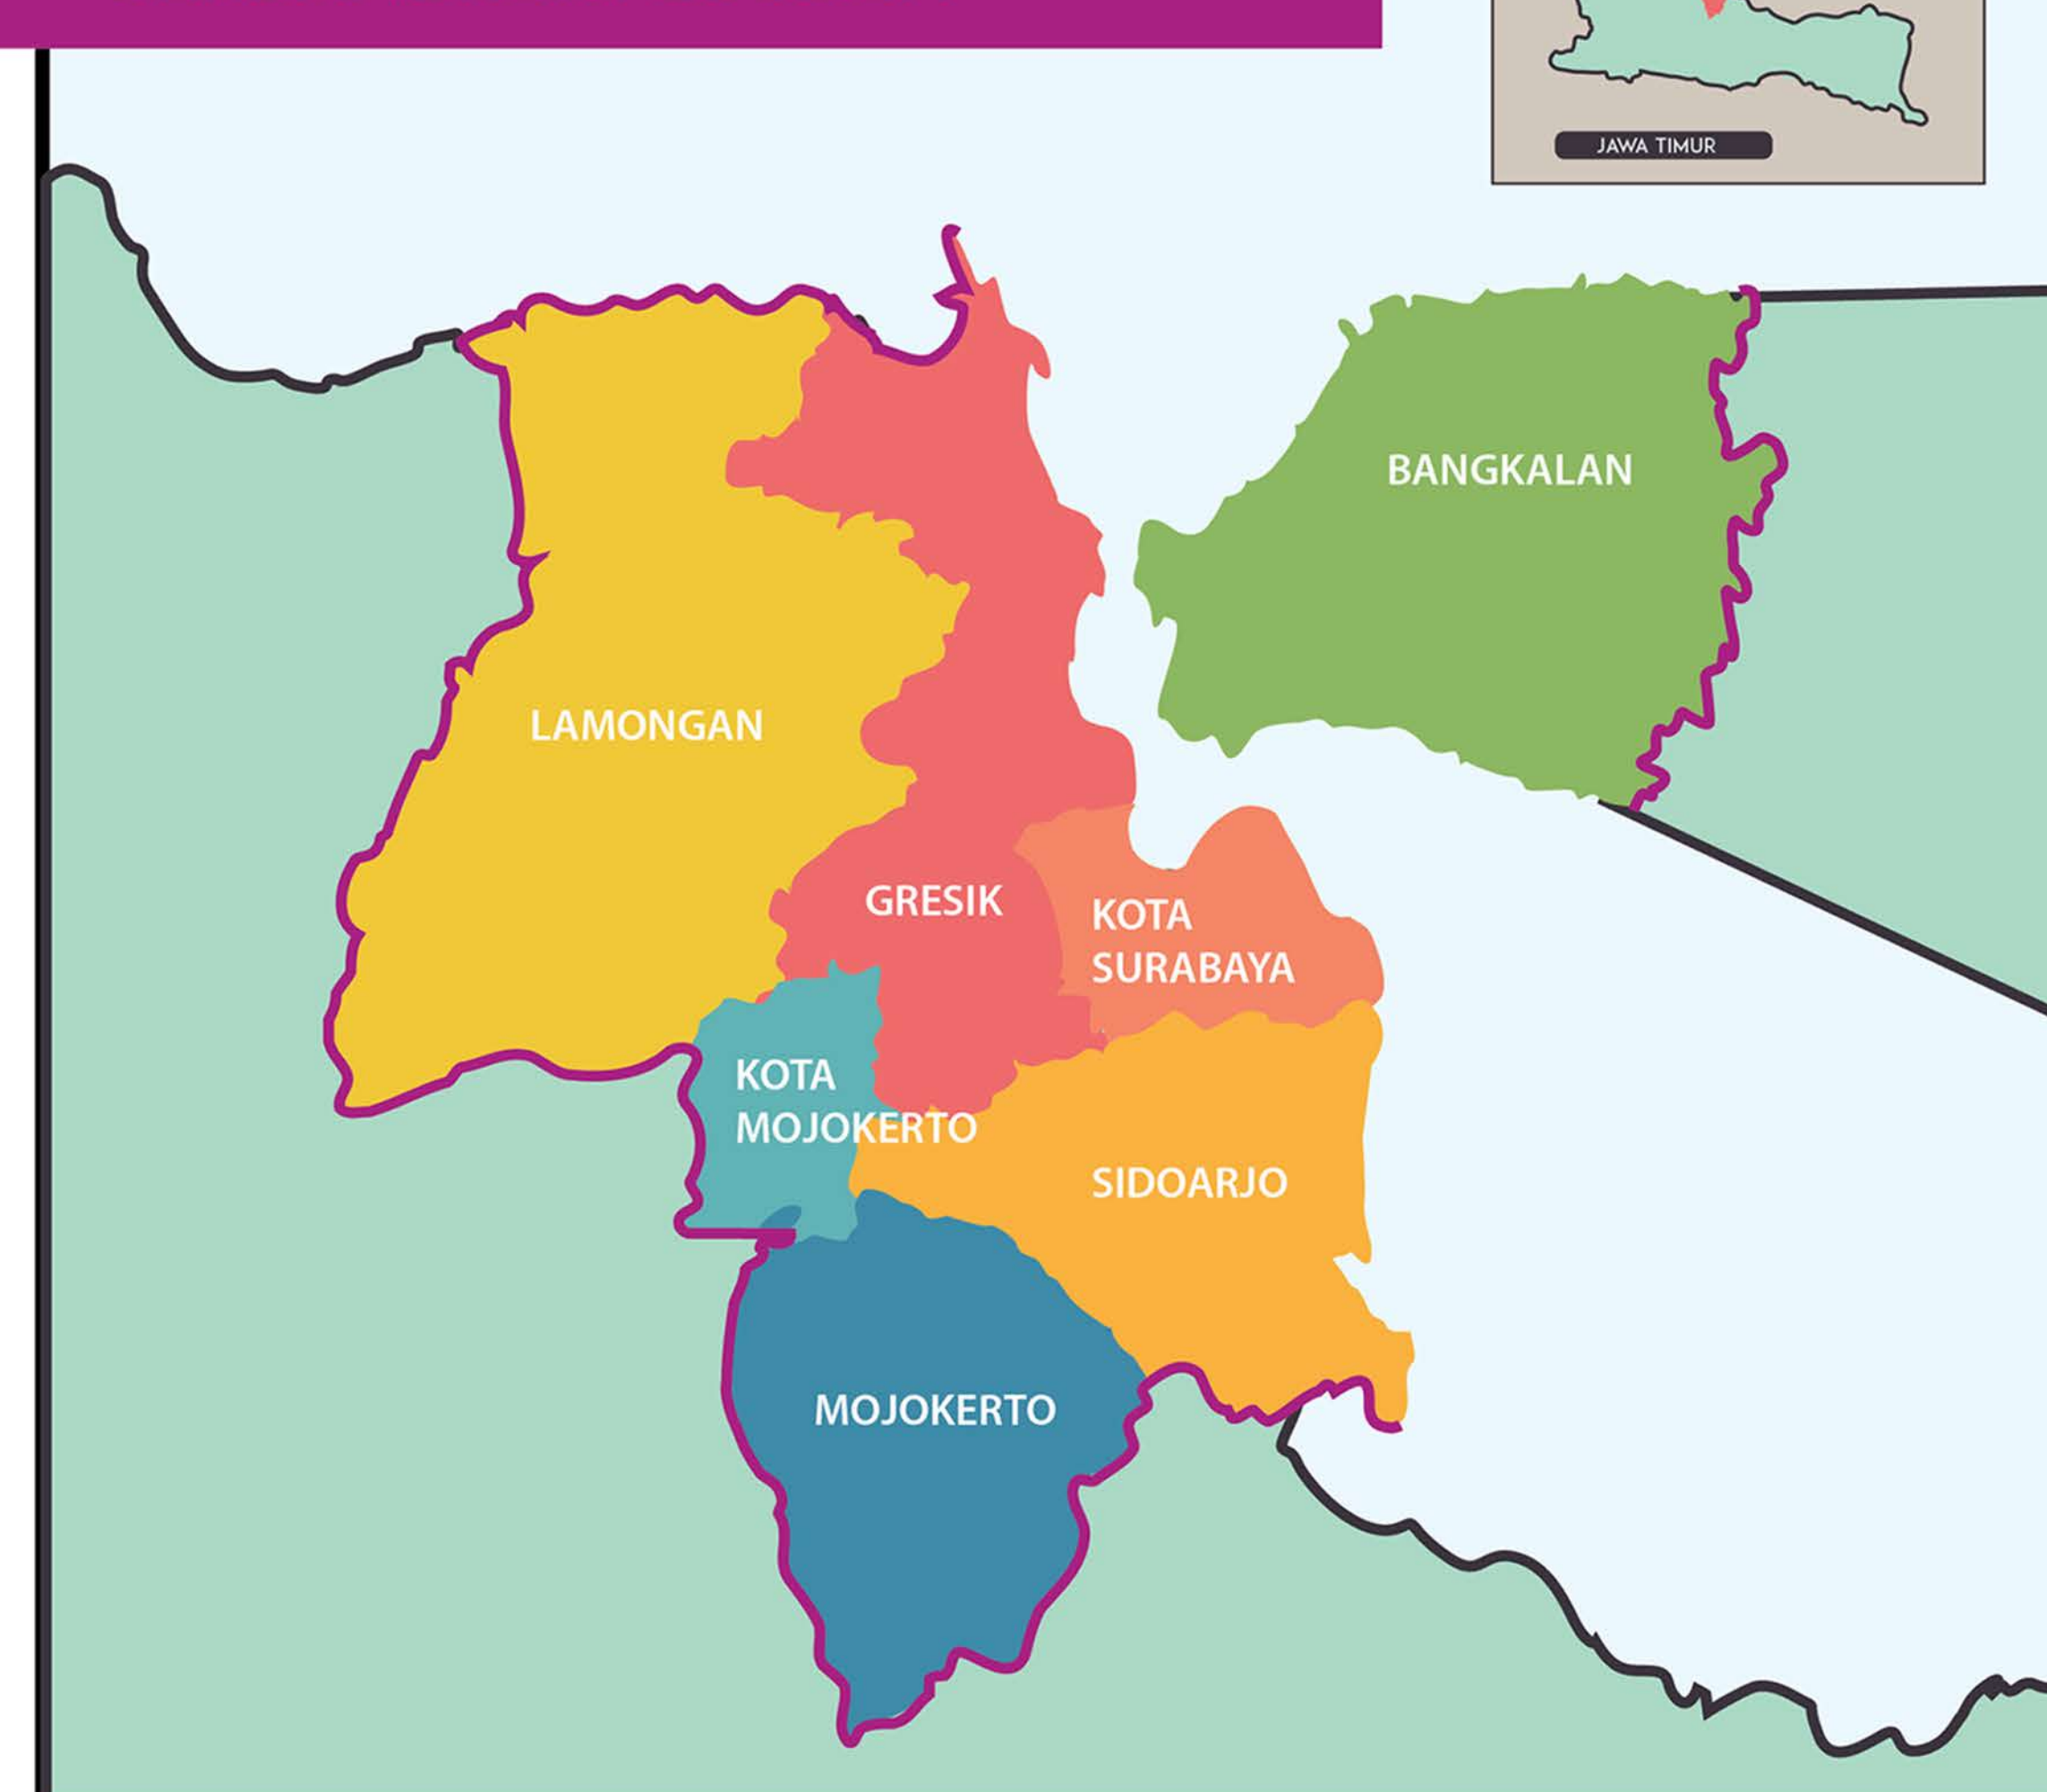 JAWA TIMUR
BANGKALAN
LAMONGAN
GRESIK
KOTA
SURABAYA
KOTA
MOJOKERTO
SIDOARJO
MOJOKERTO